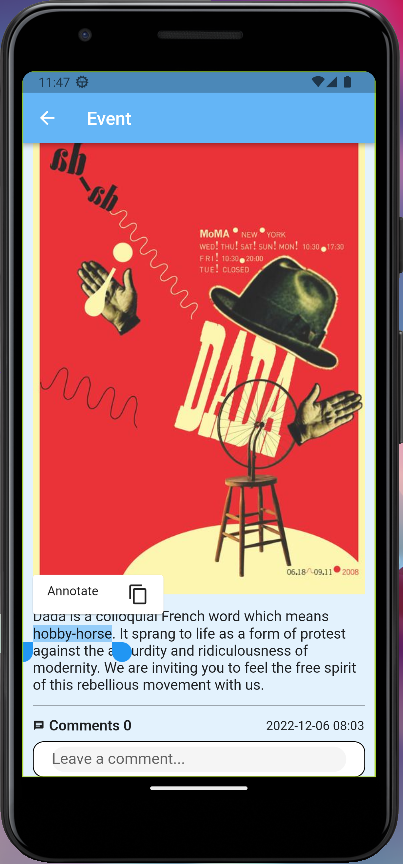 11:47
Event
ah
ah
MoMA NEW YORK
WED! THU! SAT! SUN! MON! 10:30 17:30
FRI! 10:30 20:00
TUE! CLOSED
DADA
06.18 09.11 2008
Annotate
Dada is a colloquial French word which means
hobby-horse. It sprang to life as a form of protest
against the absurdity and ridiculousness of
modernity. We are inviting you to feel the free spirit
of this rebellious movement with us.
Comments 0
2022-12-06 08:03
Leave a comment...